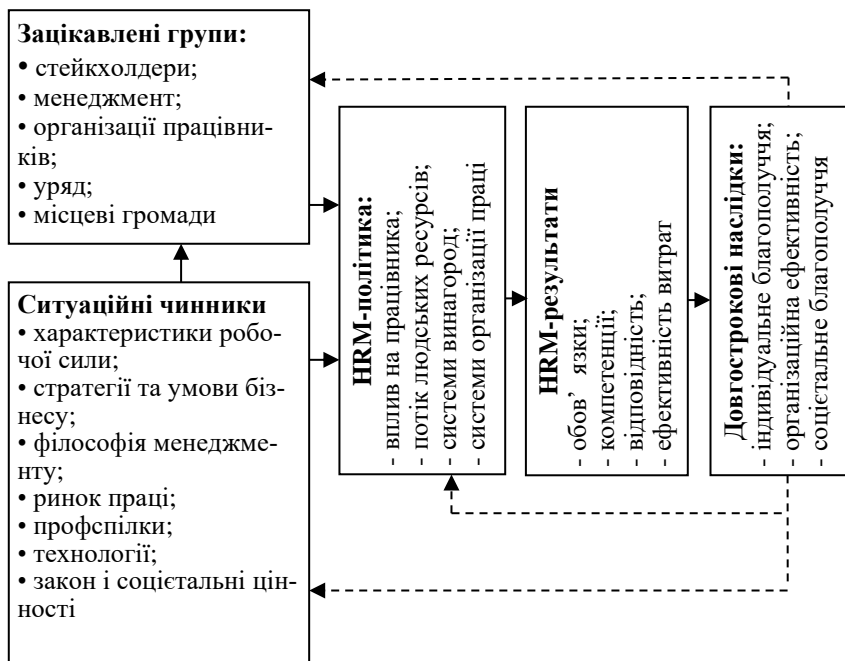 Зацікавлені групи:
• стейкхолдери;
• менеджмент;
• організації працівни-
ків;
• уряд;
• місцеві громади
Ситуаційні чинники
• характеристики робо-
чої сили;
• стратегії та умови біз-
несу;
• філософія менеджме-
нту;
• ринок праці;
• профспілки;
• технології;
• закон і соцієтальні цін-
ності
HRM-політика:
- вплив на працівника;
- потік людських ресурсів;
- системи винагород;
- системи організації праці
HRM-результати
- обов’ язки;
- компетенції;
- відповідність;
- ефективність витрат
Довгострокові наслідки:
- індивідуальне благополуччя;
- організаційна ефективність;
- соцієтальне благополуччя